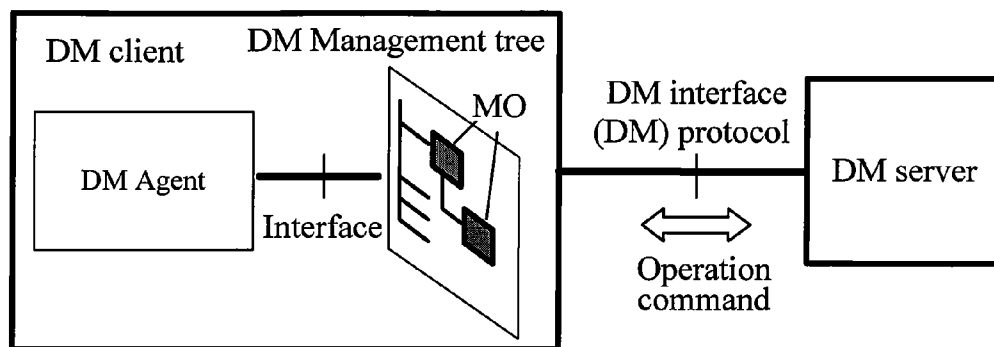 DM client
DM Management tree
MO
DM Agent
Interface
DM interface
(DM) protocol
Operation
command
DM server